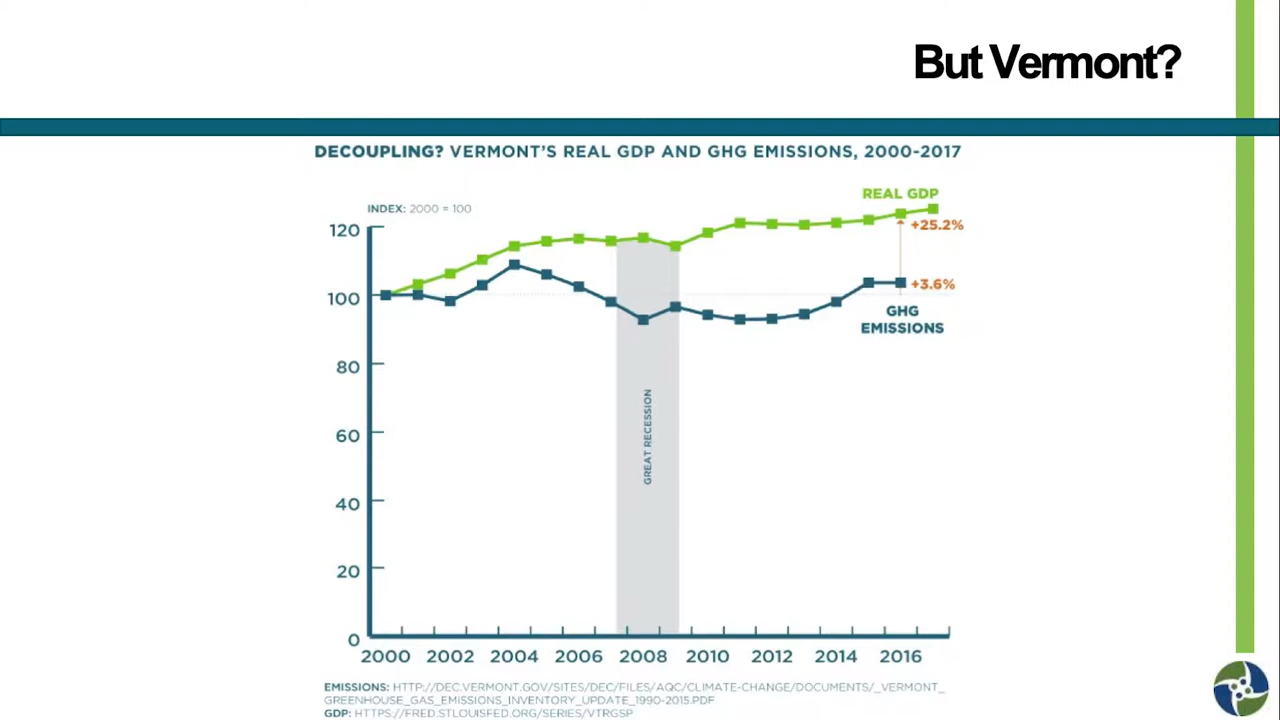 But Vermont?
DECOUPLING? VERMONT'S REAL GDP AND GHG EMISSIONS, 2000-2017
INDEX: 2000 = 100
REAL GDP
+25.2%
+3.6%
GHG
EMISSIONS
GREAT RECESSION
120
100
80
60
40
20
0
2000 2002 2004 2006 2008 2010 2012 2014 2016
EMISSIONS: HTTP://DEC.VERMONT.GOV/SITES/DEC/FILES/AQC/CLIMATE-CHANGE/DOCUMENTS/_VERMONT_
GREENHOUSE_GAS_EMISSIONS_INVENTORY_UPDATE_1990-2015.PDF
GDP: HTTPS://FRED.STLOUISFED.ORG/SERIES/VTRGSP